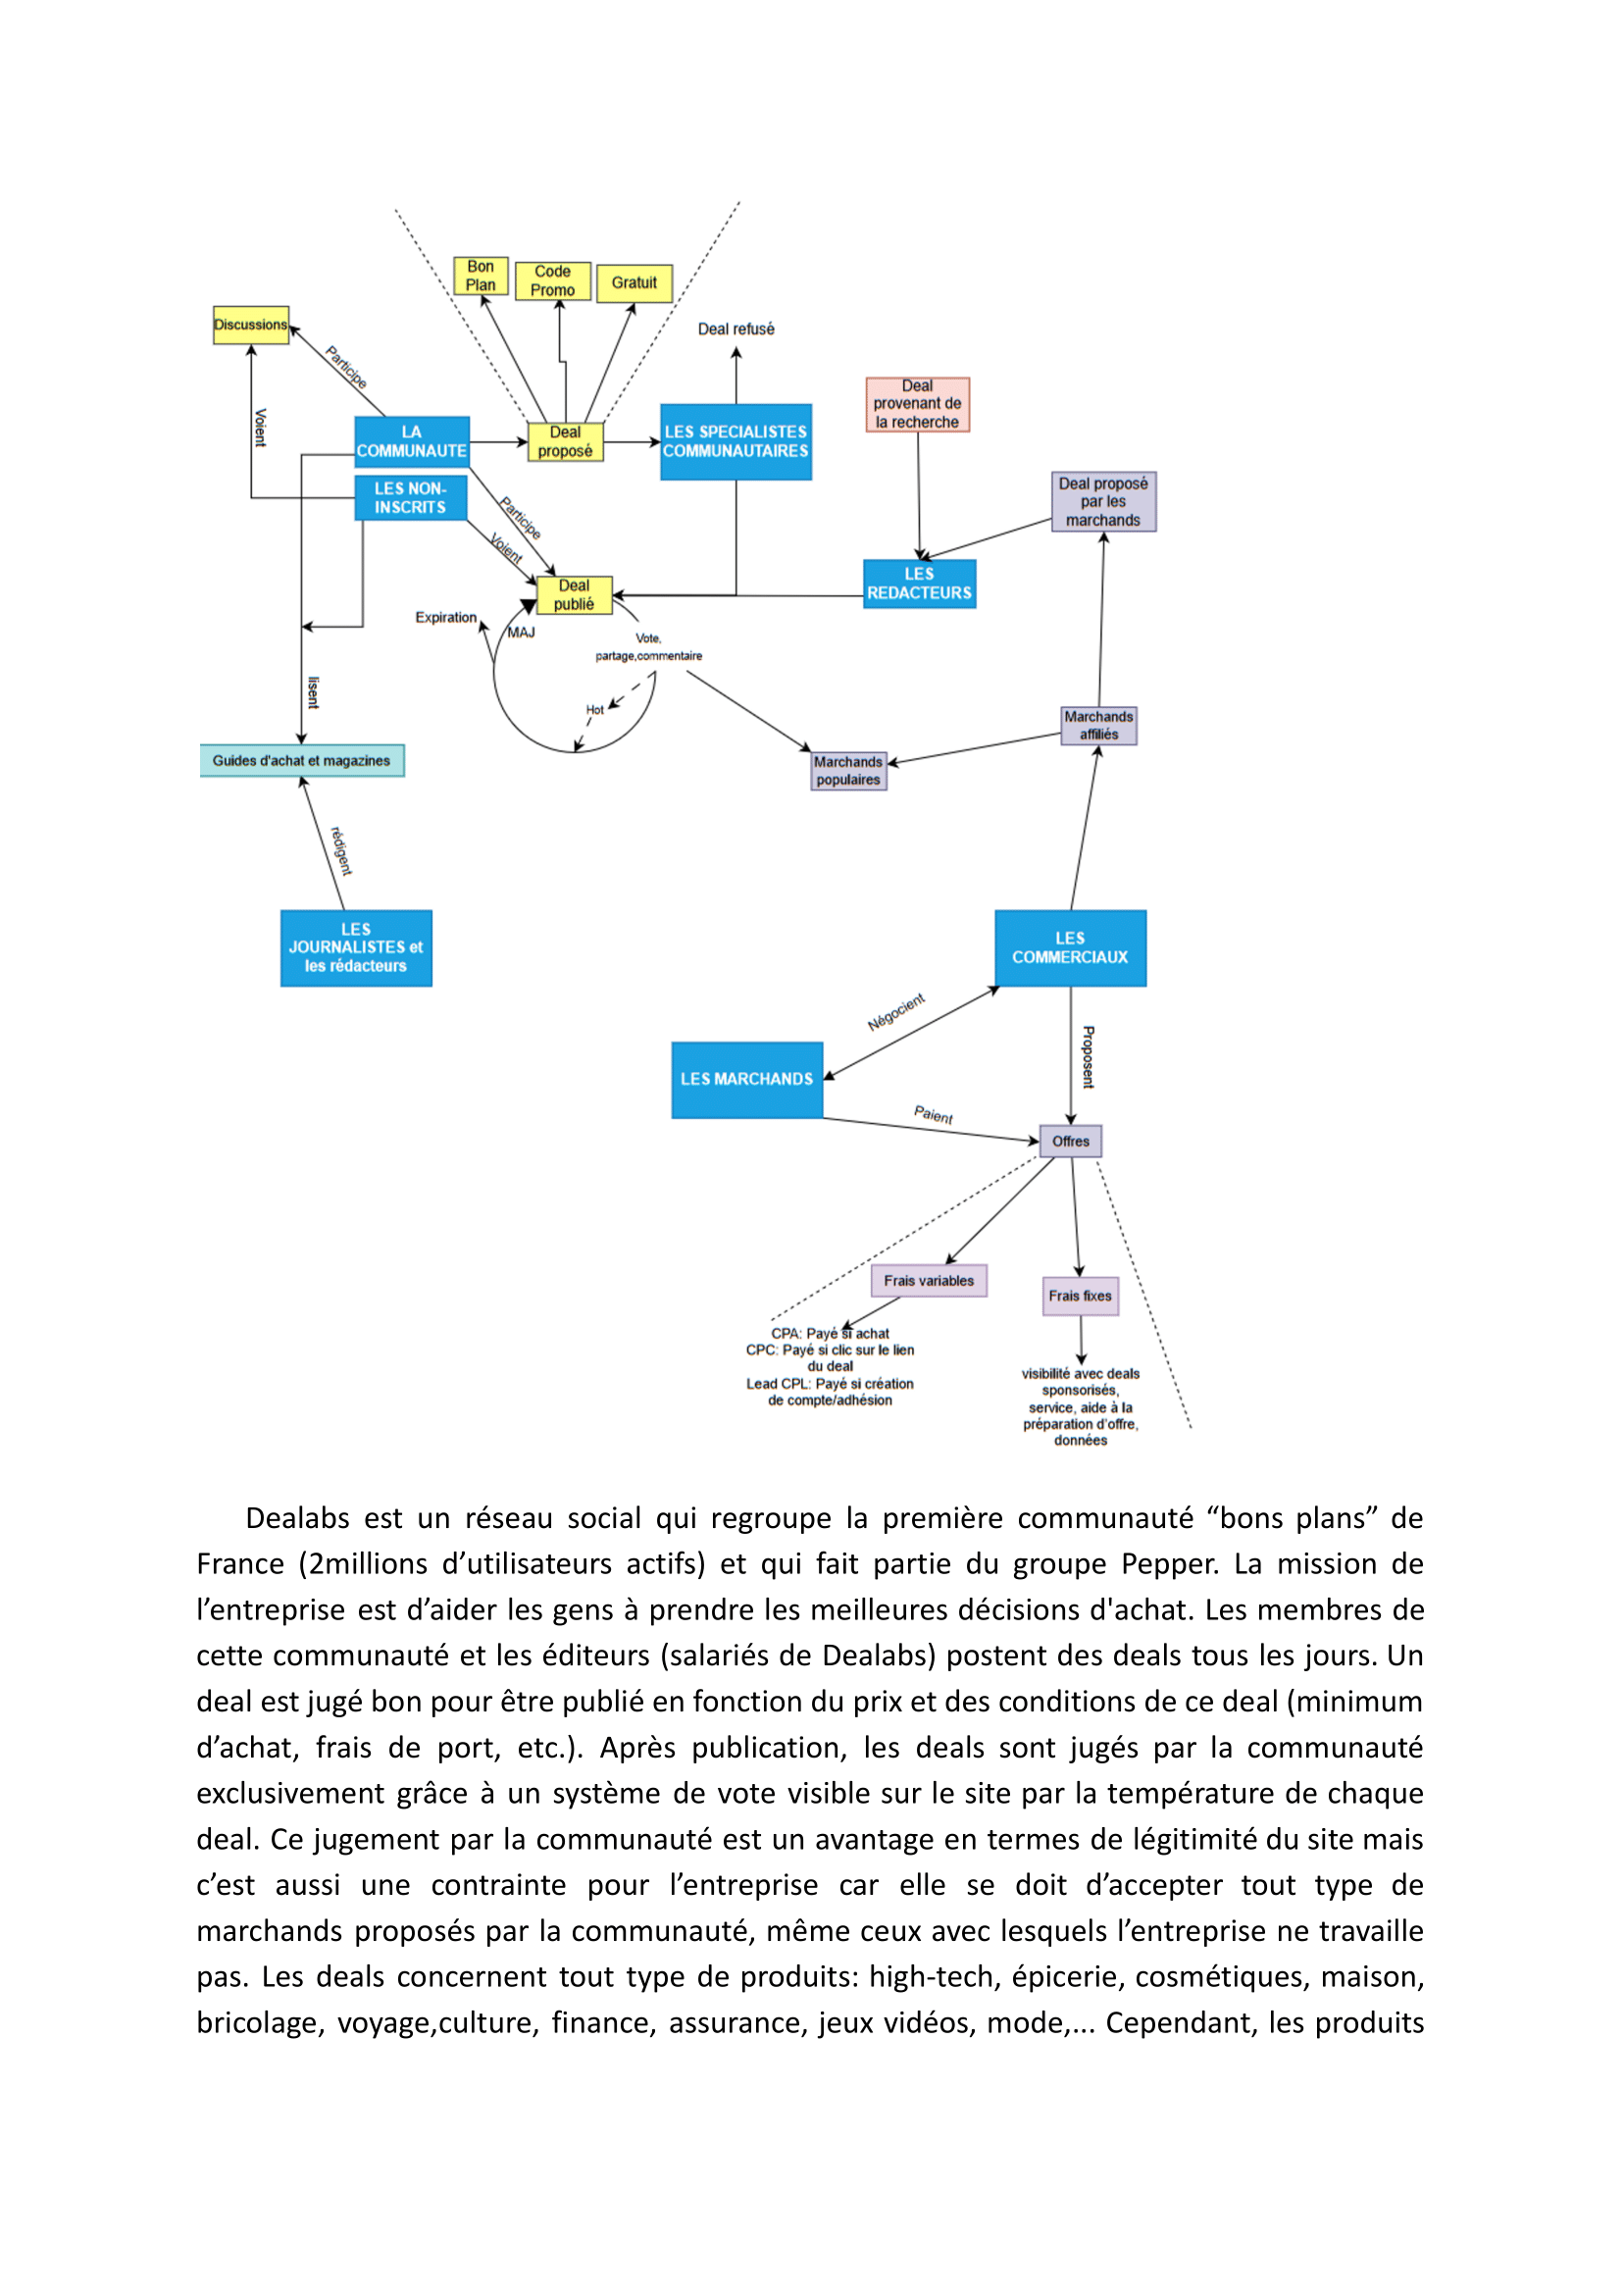 Bon
Plan
Code
Promo
Gratuit
Discussions
Deal refusé
Participe
Voient
Deal
provenant de
la recherche
LA
COMMUNAUTE
Deal
proposé
LES SPECIALISTES
COMMUNAUTAIRES
LES NON-
INSCRITS
Deal proposé
par les
marchands
Participe
Voient
LES
REDACTEURS
Deal
publié
Expiration
MAJ
Vote,
partage,commentaire
lisent
Hot
Marchands
affiliés
Guides d'achat et magazines
Marchands
populaires
rédigent
LES
JOURNALISTES et
les rédacteurs
LES
COMMERCIAUX
Négocient
Proposent
LES MARCHANDS
Paient
Offres
Frais variables
Frais fixes
CPA: Payé si achat
CPC: Payé si clic sur le lien
du deal
Lead CPL: Payé si création
de compte/adhésion
visibilité avec deals
sponsorisés,
service, aide à la
préparation d'offre,
données
Dealabs est un réseau social qui regroupe la première communauté “bons plans” de
France (2millions d’utilisateurs actifs) et qui fait partie du groupe Pepper. La mission de
l’entreprise est d’aider les gens à prendre les meilleures décisions d'achat. Les membres de
cette communauté et les éditeurs (salariés de Dealabs) postent des deals tous les jours. Un
deal est jugé bon pour être publié en fonction du prix et des conditions de ce deal (minimum
d’achat, frais de port, etc.). Après publication, les deals sont jugés par la communauté
exclusivement grâce à un système de vote visible sur le site par la température de chaque
deal. Ce jugement par la communauté est un avantage en termes de légitimité du site mais
c’est aussi une contrainte pour l’entreprise car elle se doit d’accepter tout type de
marchands proposés par la communauté, même ceux avec lesquels l’entreprise ne travaille
pas. Les deals concernent tout type de produits: high-tech, épicerie, cosmétiques, maison,
bricolage, voyage,culture, finance, assurance, jeux vidéos, mode,... Cependant, les produits